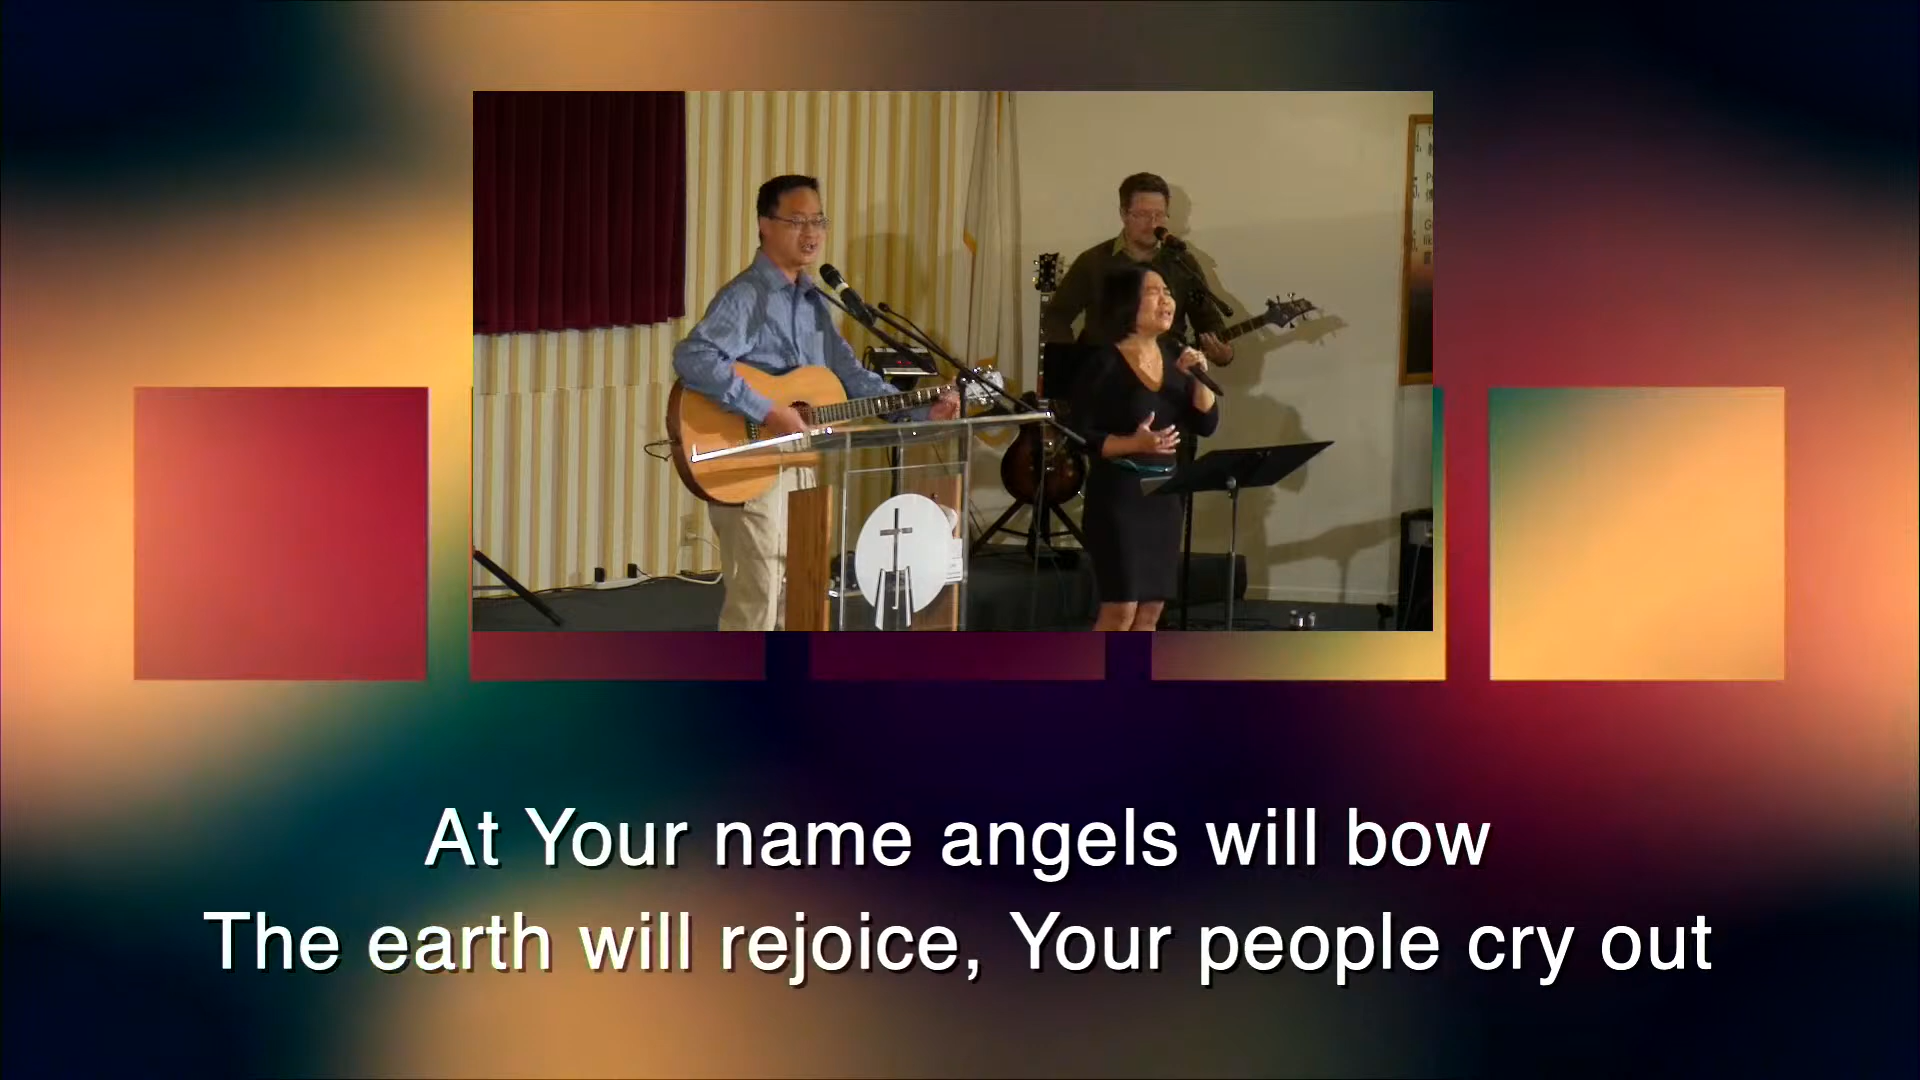 At Your name angels will bow
The earth will rejoice, Your people cry out